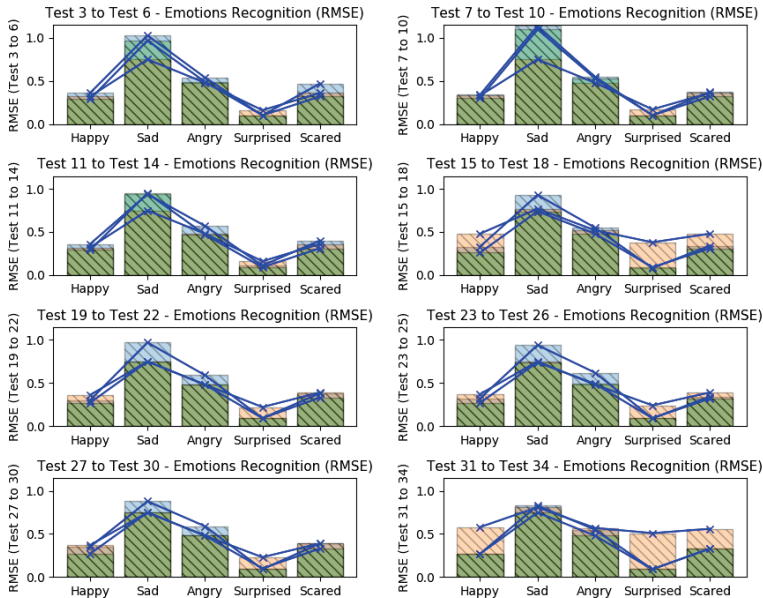 Test 3 to Test 6 - Emotions Recognition (RMSE)
RMSE (Test 3 to 6)
1.0
0.5
0.0
Happy Sad Angry Surprised Scared
Test 7 to Test 10 - Emotions Recognition (RMSE)
RMSE (Test 7 to 10)
1.0
0.5
0.0
Happy Sad Angry Surprised Scared
Test 11 to Test 14 - Emotions Recognition (RMSE)
RMSE (Test 11 to 14)
1.0
0.5
0.0
Happy Sad Angry Surprised Scared
Test 15 to Test 18 - Emotions Recognition (RMSE)
RMSE (Test 15 to 18)
1.0
0.5
0.0
Happy Sad Angry Surprised Scared
Test 19 to Test 22 - Emotions Recognition (RMSE)
RMSE (Test 19 to 22)
1.0
0.5
0.0
Happy Sad Angry Surprised Scared
Test 23 to Test 26 - Emotions Recognition (RMSE)
RMSE (Test 23 to 25)
1.0
0.5
0.0
Happy Sad Angry Surprised Scared
Test 27 to Test 30 - Emotions Recognition (RMSE)
RMSE (Test 27 to 30)
1.0
0.5
0.0
Happy Sad Angry Surprised Scared
Test 31 to Test 34 - Emotions Recognition (RMSE)
RMSE (Test 31 to 34)
1.0
0.5
0.0
Happy Sad Angry Surprised Scared